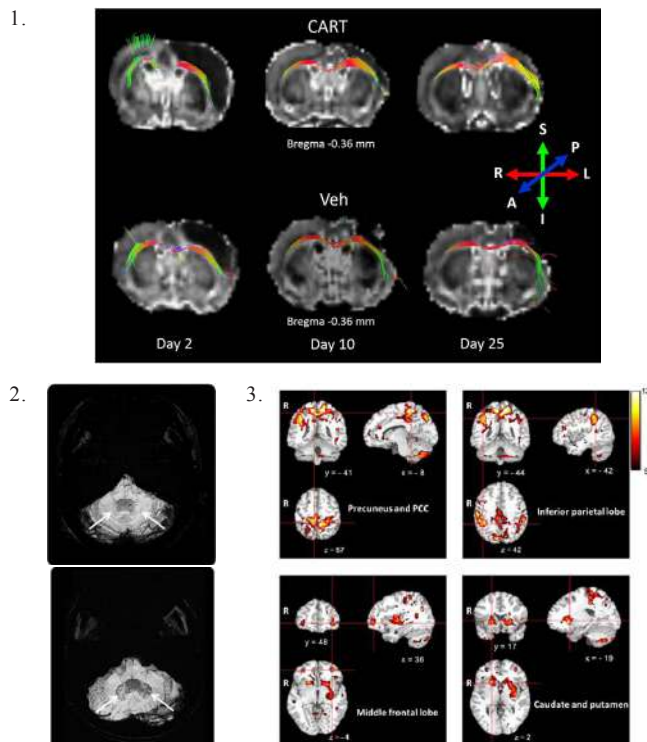 1.
CART
Bregma -0.36 mm
S
P
R
L
A
I
Veh
Bregma -0.36 mm
Day 2
Day 10
Day 25
2.
3.
R
y = - 41
x = - 8
Precuneus and PCC
z = 57
R
y = - 44
x = - 42
Inferior parietal lobe
z = 42
R
y = 48
x = 36
R
Middle frontal lobe
z = -4
R
y = 17
x = - 19
R
Caudate and putamen
z = 2